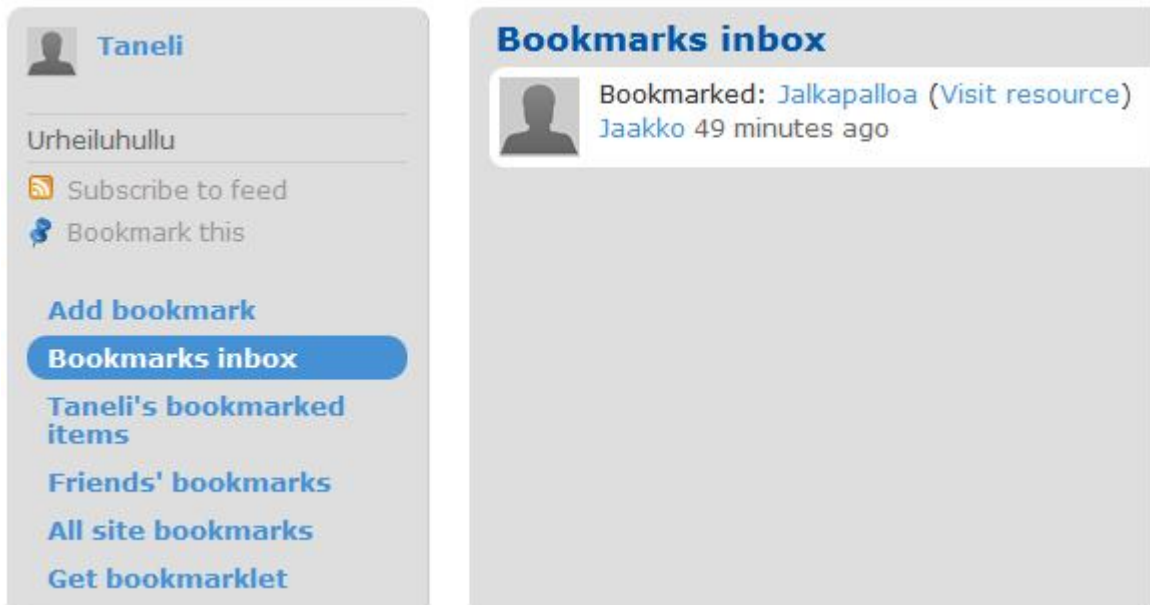 Taneli
Urheiluhullu
Subscribe to feed
Bookmark this
Add bookmark
Bookmarks inbox
Taneli's bookmarked
items
Friends' bookmarks
All site bookmarks
Get bookmarklet
Bookmarks inbox
Bookmarked: Jalkapalloa (Visit resource)
Jaakko 49 minutes ago